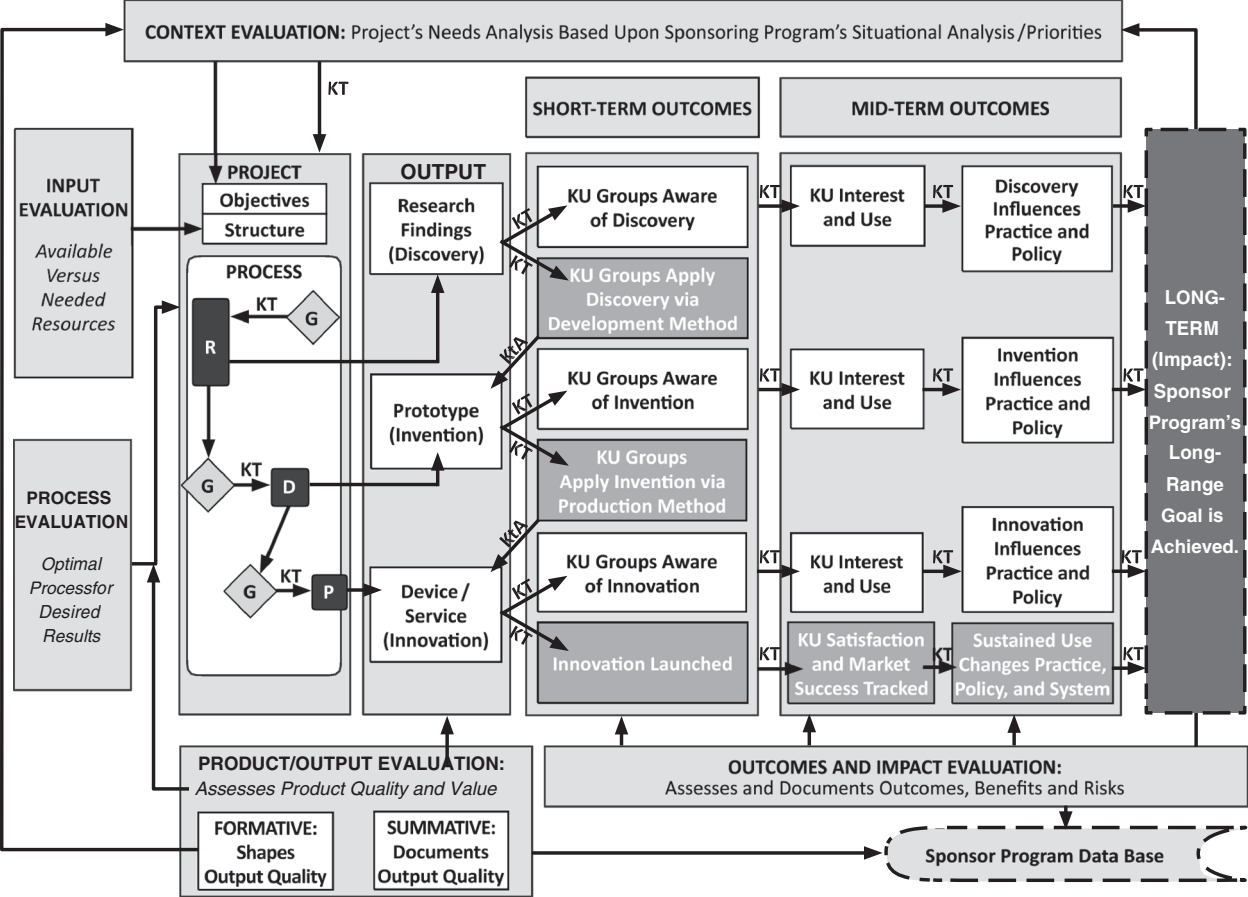 CONTEXT EVALUATION: Project's Needs Analysis Based Upon Sponsoring Program's Situational Analysis/Priorities
KT
SHORT-TERM OUTCOMES
MID-TERM OUTCOMES
INPUT
EVALUATION
Available
Versus
Needed
Resources
PROCESS
EVALUATION
Optimal
Processfor
Desired
Results
PROJECT
Objectives
Structure
PROCESS
R
KT
G
G
KT
D
G
KT
P
OUTPUT
Research
Findings
(Discovery)
KT
KT
Prototype
(Invention)
KtA
KT
KT
Device/
Service
(Innovation)
KtA
KT
KT
KU Groups Aware
of Discovery
KU Groups Apply
Discovery via
Development Method
KU Groups Aware
of Invention
KU Groups
Apply Invention via
Production Method
KU Groups Aware
of Innovation
Innovation Launched
KT
KU Interest
and Use
KT
Discovery
Influences
Practice and
Policy
KT
KT
KU Interest
and Use
KT
Invention
Influences
Practice and
Policy
KT
KT
KU Interest
and Use
KT
Innovation
Influences
Practice and
Policy
KT
KT
KU Satisfaction
and Market
Success Tracked
KT
Sustained Use
Changes Practice,
Policy, and System
KT
LONG-
TERM
(Impact):
Sponsor
Program's
Long-
Range
Goal is
Achieved.
PRODUCT/OUTPUT EVALUATION:
Assesses Product Quality and Value
FORMATIVE:
Shapes
Output Quality
SUMMATIVE:
Documents
Output Quality
OUTCOMES AND IMPACT EVALUATION:
Assesses and Documents Outcomes, Benefits and Risks
Sponsor Program Data Base